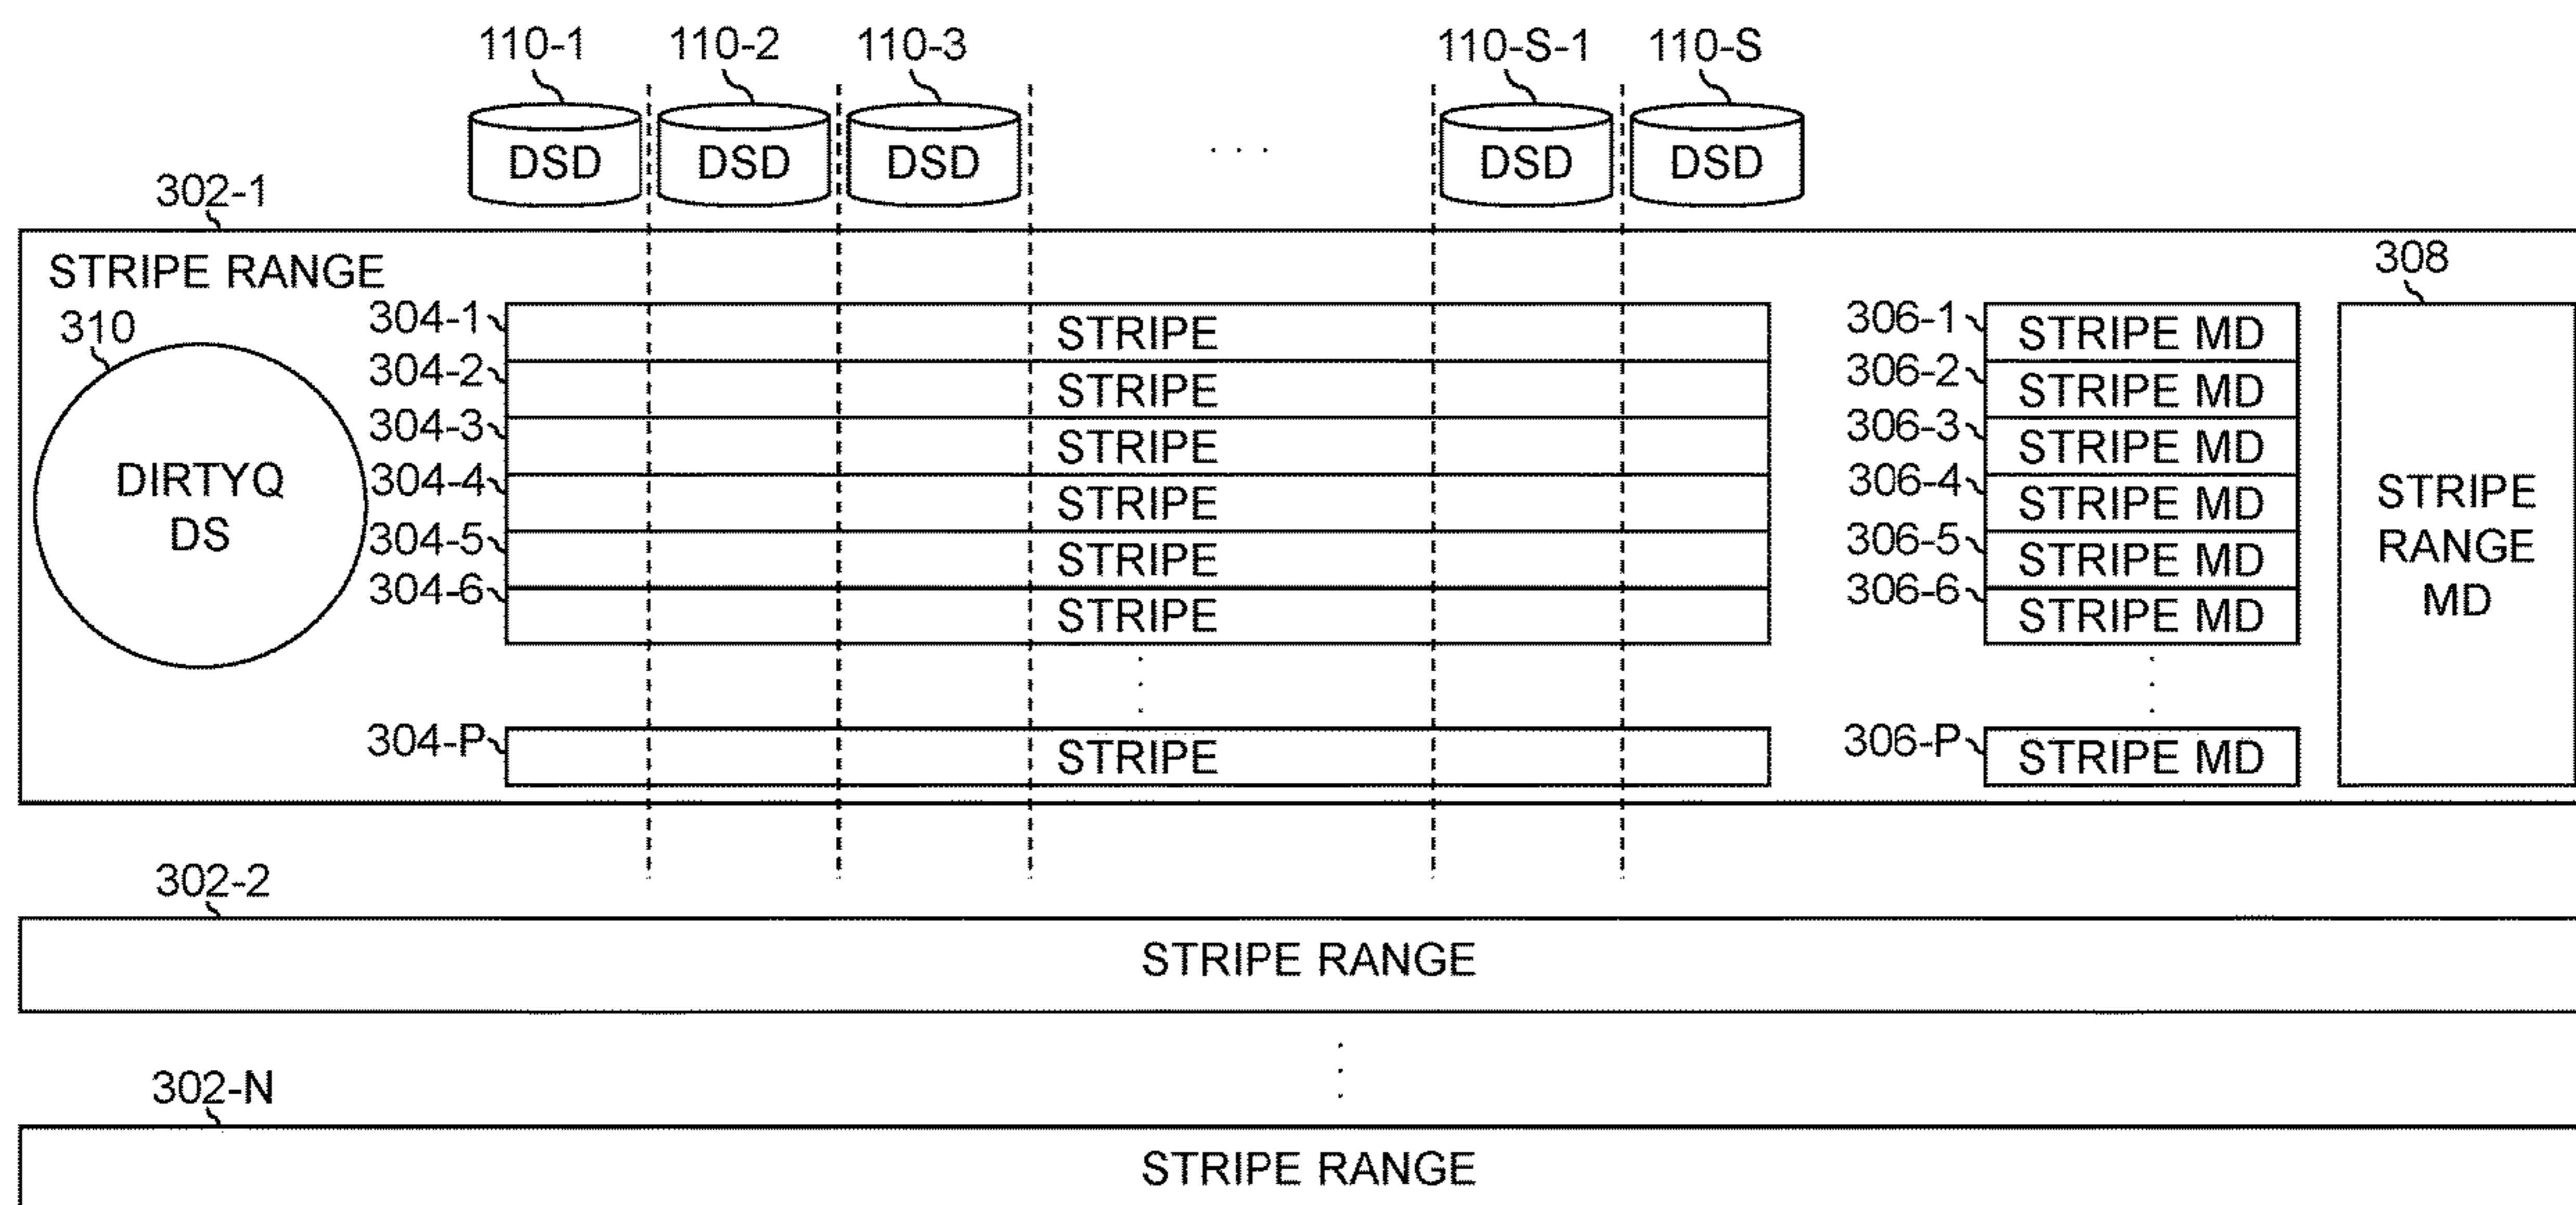 110-1 110-2 110-3 110-S-1 110-S
DSD DSD DSD . . . DSD DSD
302-1
STRIPE RANGE
308
310
304-1 STRIPE 306-1 STRIPE MD
304-2 STRIPE 306-2 STRIPE MD
304-3 STRIPE 306-3 STRIPE MD
304-4 STRIPE 306-4 STRIPE MD
304-5 STRIPE 306-5 STRIPE MD
304-6 STRIPE 306-6 STRIPE MD
304-P STRIPE 306-P STRIPE MD
DIRTYQ
DS
STRIPE
RANGE
MD
302-2
STRIPE RANGE
302-N
STRIPE RANGE